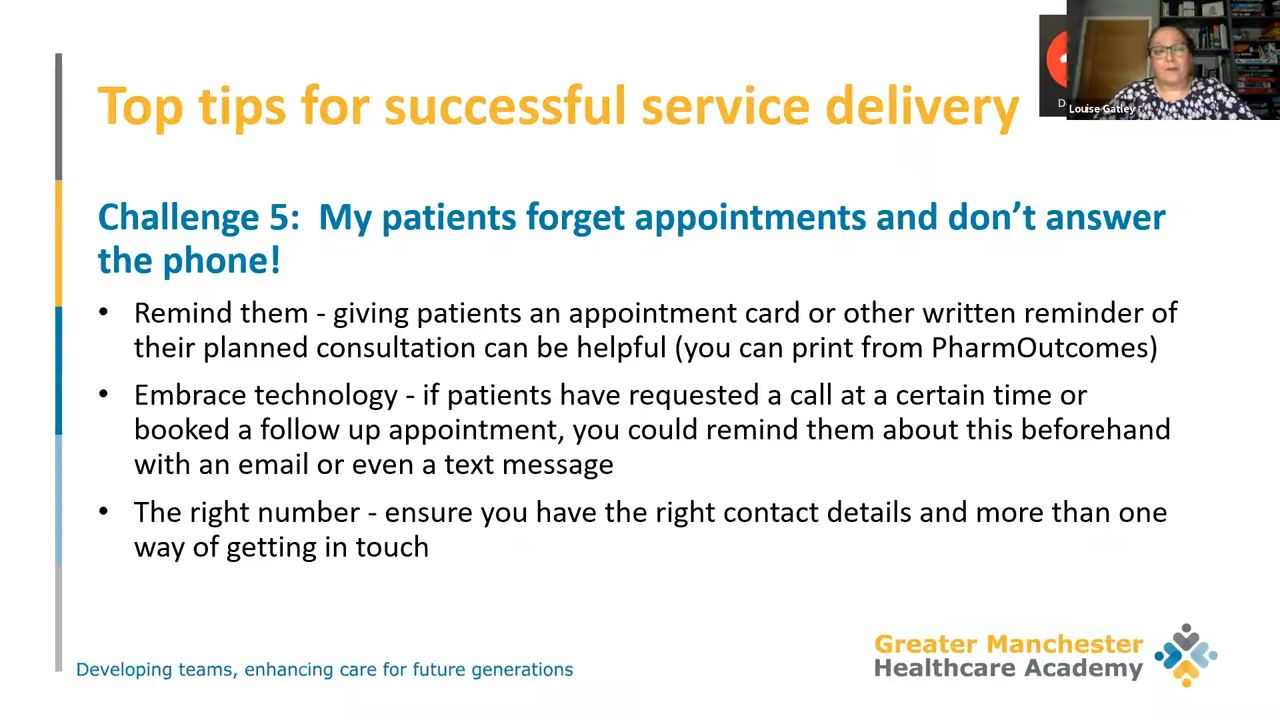 Top tips for successful service delivery
Louise Gatley
D
Challenge 5:  My patients forget appointments and don’t answer
the phone!
• Remind them - giving patients an appointment card or other written reminder of
their planned consultation can be helpful (you can print from PharmOutcomes)
• Embrace technology - if patients have requested a call at a certain time or
booked a follow up appointment, you could remind them about this beforehand
with an email or even a text message
• The right number - ensure you have the right contact details and more than one
way of getting in touch
Developing teams, enhancing care for future generations
Greater Manchester
Healthcare Academy